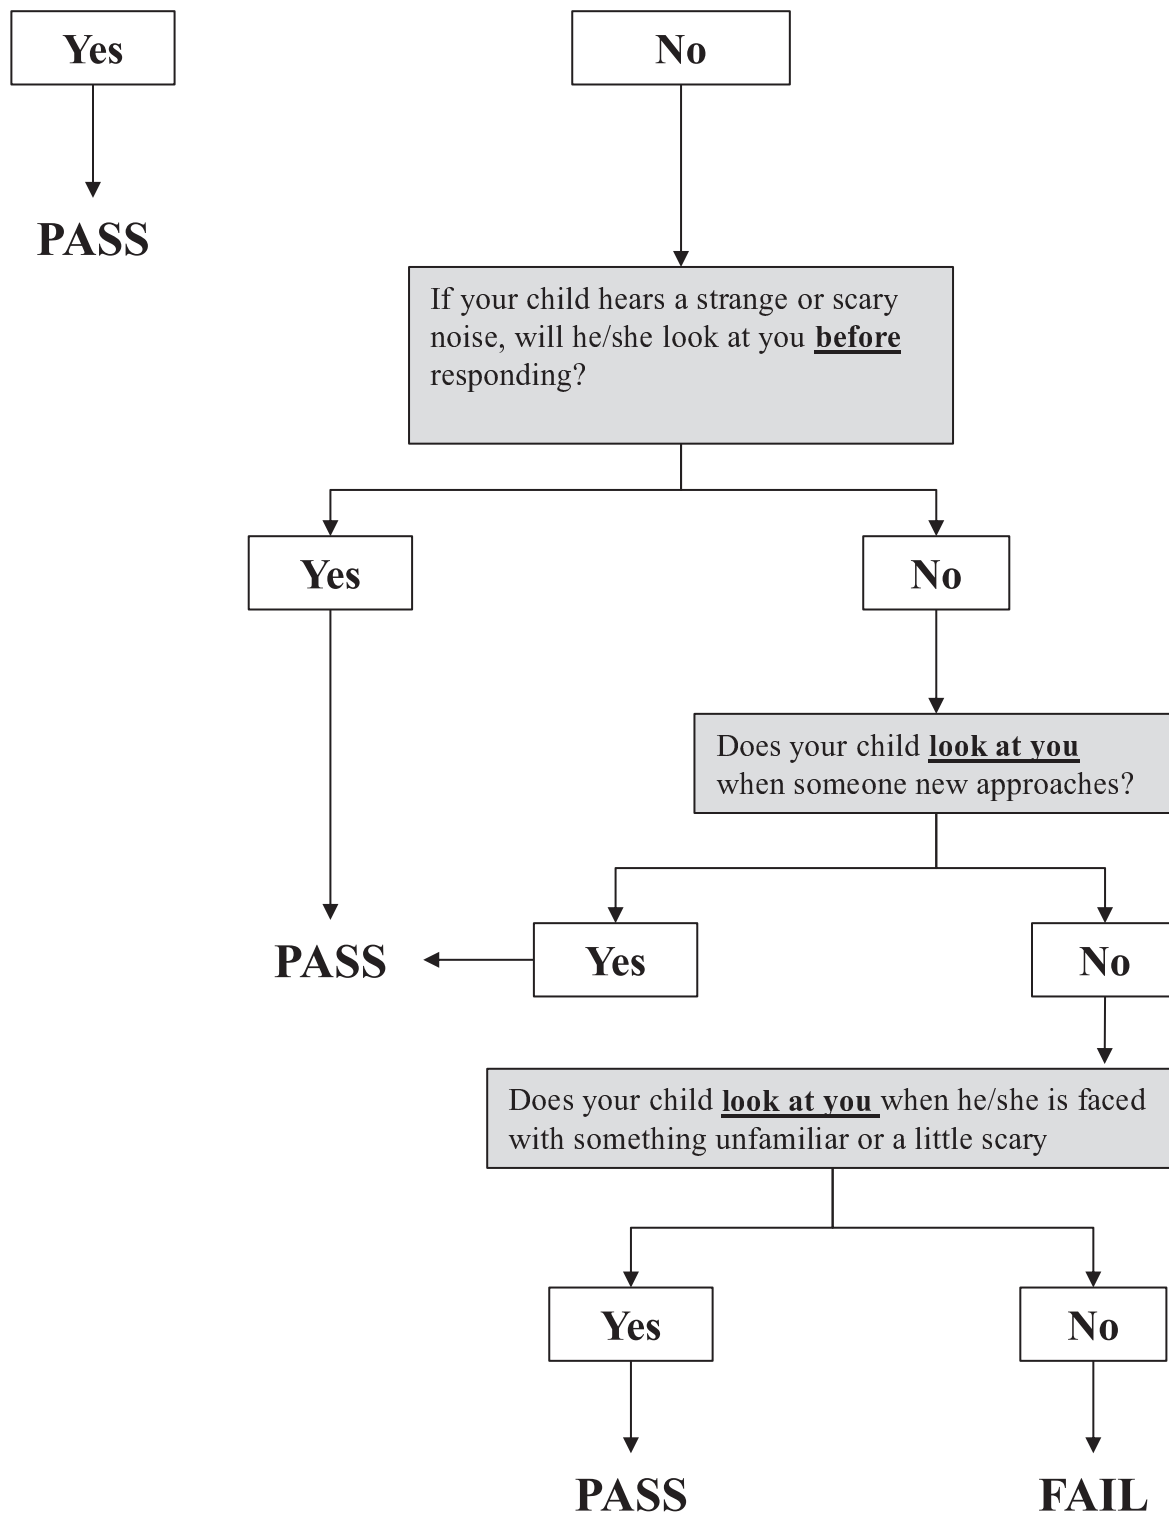 Yes
No
PASS
If your child hears a strange or scary
noise, will he/she look at you before
responding?
Yes
No
Does your child look at you
when someone new approaches?
PASS
Yes
No
Does your child look at you when he/she is faced
with something unfamiliar or a little scary
Yes
No
PASS
FAIL